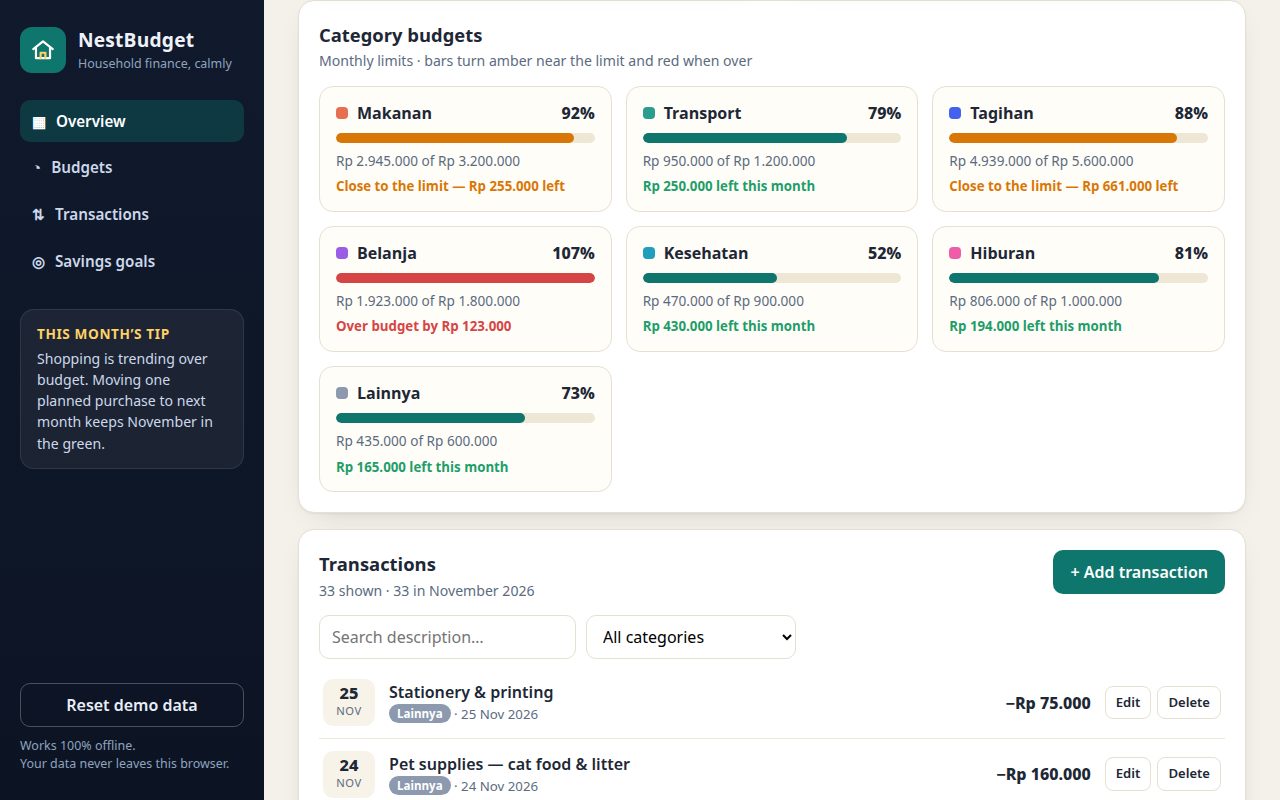 NestBudget
Household finance, calmly
Overview
Budgets
Transactions
Savings goals
THIS MONTH'S TIP
Shopping is trending over
budget. Moving one
planned purchase to next
month keeps November in
the green.
Reset demo data
Works 100% offline.
Your data never leaves this browser.
Category budgets
Monthly limits · bars turn amber near the limit and red when over
Makanan 92%
Rp 2.945.000 of Rp 3.200.000
Close to the limit — Rp 255.000 left
Transport 79%
Rp 950.000 of Rp 1.200.000
Rp 250.000 left this month
Tagihan 88%
Rp 4.939.000 of Rp 5.600.000
Close to the limit — Rp 661.000 left
Belanja 107%
Rp 1.923.000 of Rp 1.800.000
Over budget by Rp 123.000
Kesehatan 52%
Rp 470.000 of Rp 900.000
Rp 430.000 left this month
Hiburan 81%
Rp 806.000 of Rp 1.000.000
Rp 194.000 left this month
Lainnya 73%
Rp 435.000 of Rp 600.000
Rp 165.000 left this month
Transactions
33 shown · 33 in November 2026
+ Add transaction
Search description...
All categories
25 NOV
Stationery & printing
Lainnya · 25 Nov 2026
−Rp 75.000
Edit
Delete
24 NOV
Pet supplies — cat food & litter
Lainnya · 24 Nov 2026
−Rp 160.000
Edit
Delete